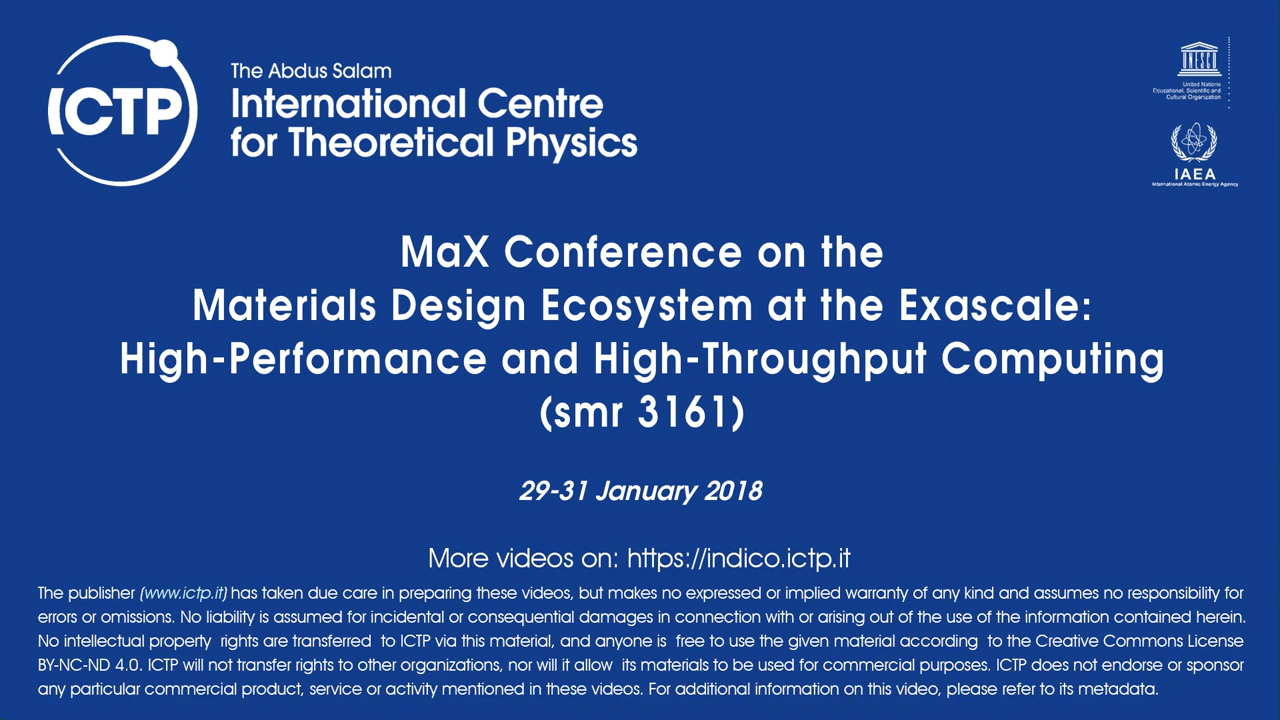 ICTP
The Abdus Salam
International Centre
for Theoretical Physics
UNESCO
United Nations
Educational, Scientific and
Cultural Organization
IAEA
International Atomic Energy Agency
MaX Conference on the
Materials Design Ecosystem at the Exascale:
High-Performance and High-Throughput Computing
(smr 3161)
29-31 January 2018
More videos on: https://indico.ictp.it
The publisher (www.ictp.it) has taken due care in preparing these videos, but makes no expressed or implied warranty of any kind and assumes no responsibility for
errors or omissions. No liability is assumed for incidental or consequential damages in connection with or arising out of the use of the information contained herein.
No intellectual property rights are transferred to ICTP via this material, and anyone is free to use the given material according to the Creative Commons License
BY-NC-ND 4.0. ICTP will not transfer rights to other organizations, nor will it allow its materials to be used for commercial purposes. ICTP does not endorse or sponsor
any particular commercial product, service or activity mentioned in these videos. For additional information on this video, please refer to its metadata.